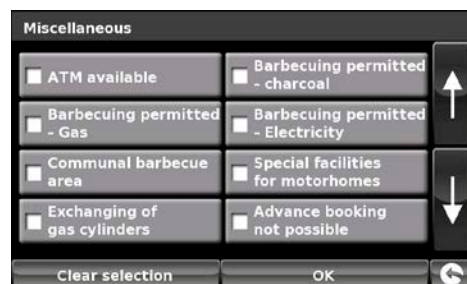 Miscellaneous
ATM available
Barbecuing permitted
- charcoal
Barbecuing permitted
- Gas
Barbecuing permitted
- Electricity
Communal barbecue
area
Special facilities
for motorhomes
Exchanging of
gas cylinders
Advance booking
not possible
Clear selection
OK